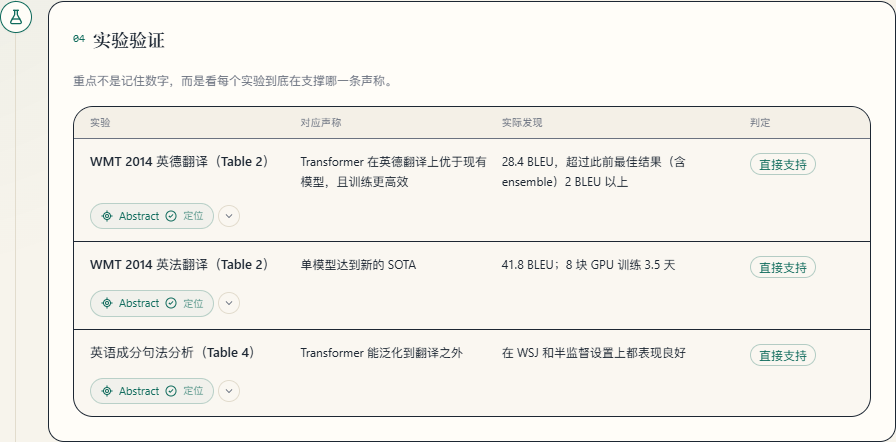 04 实验验证
重点不是记住数字，而是看每个实验到底在支撑哪一条声称。
实验 对应声称 实际发现 判定
WMT 2014 英德翻译（Table 2） Transformer 在英德翻译上优于现有 28.4 BLEU，超过此前最佳结果（含 直接支持
模型，且训练更高效 ensemble）2 BLEU 以上
Abstract 定位
WMT 2014 英法翻译（Table 2） 单模型达到新的 SOTA 41.8 BLEU；8 块 GPU 训练 3.5 天 直接支持
Abstract 定位
英语成分句法分析（Table 4） Transformer 能泛化到翻译之外 在 WSJ 和半监督设置上都表现良好 直接支持
Abstract 定位